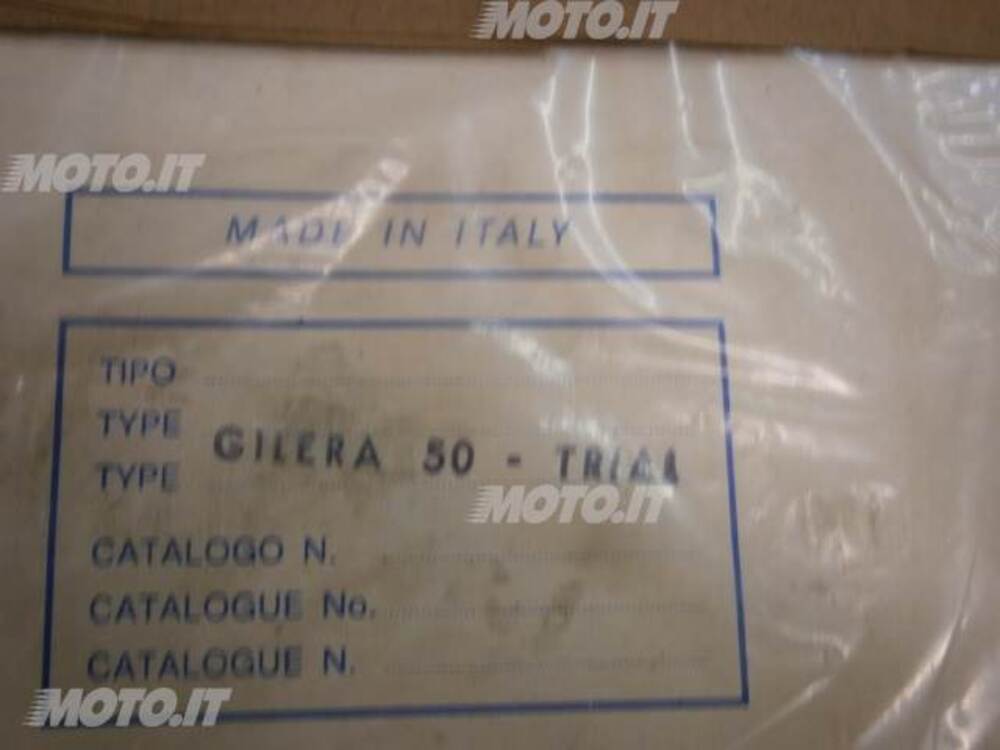 MOTO.IT
MOTO.IT
MADE IN ITALY
TIPO
TYPE
GILERA 50 - TRIAL
TYPE
MOTO.IT
CATALOGO N.
CATALOGUE No.
CATALOGUE N.
MOTO.IT